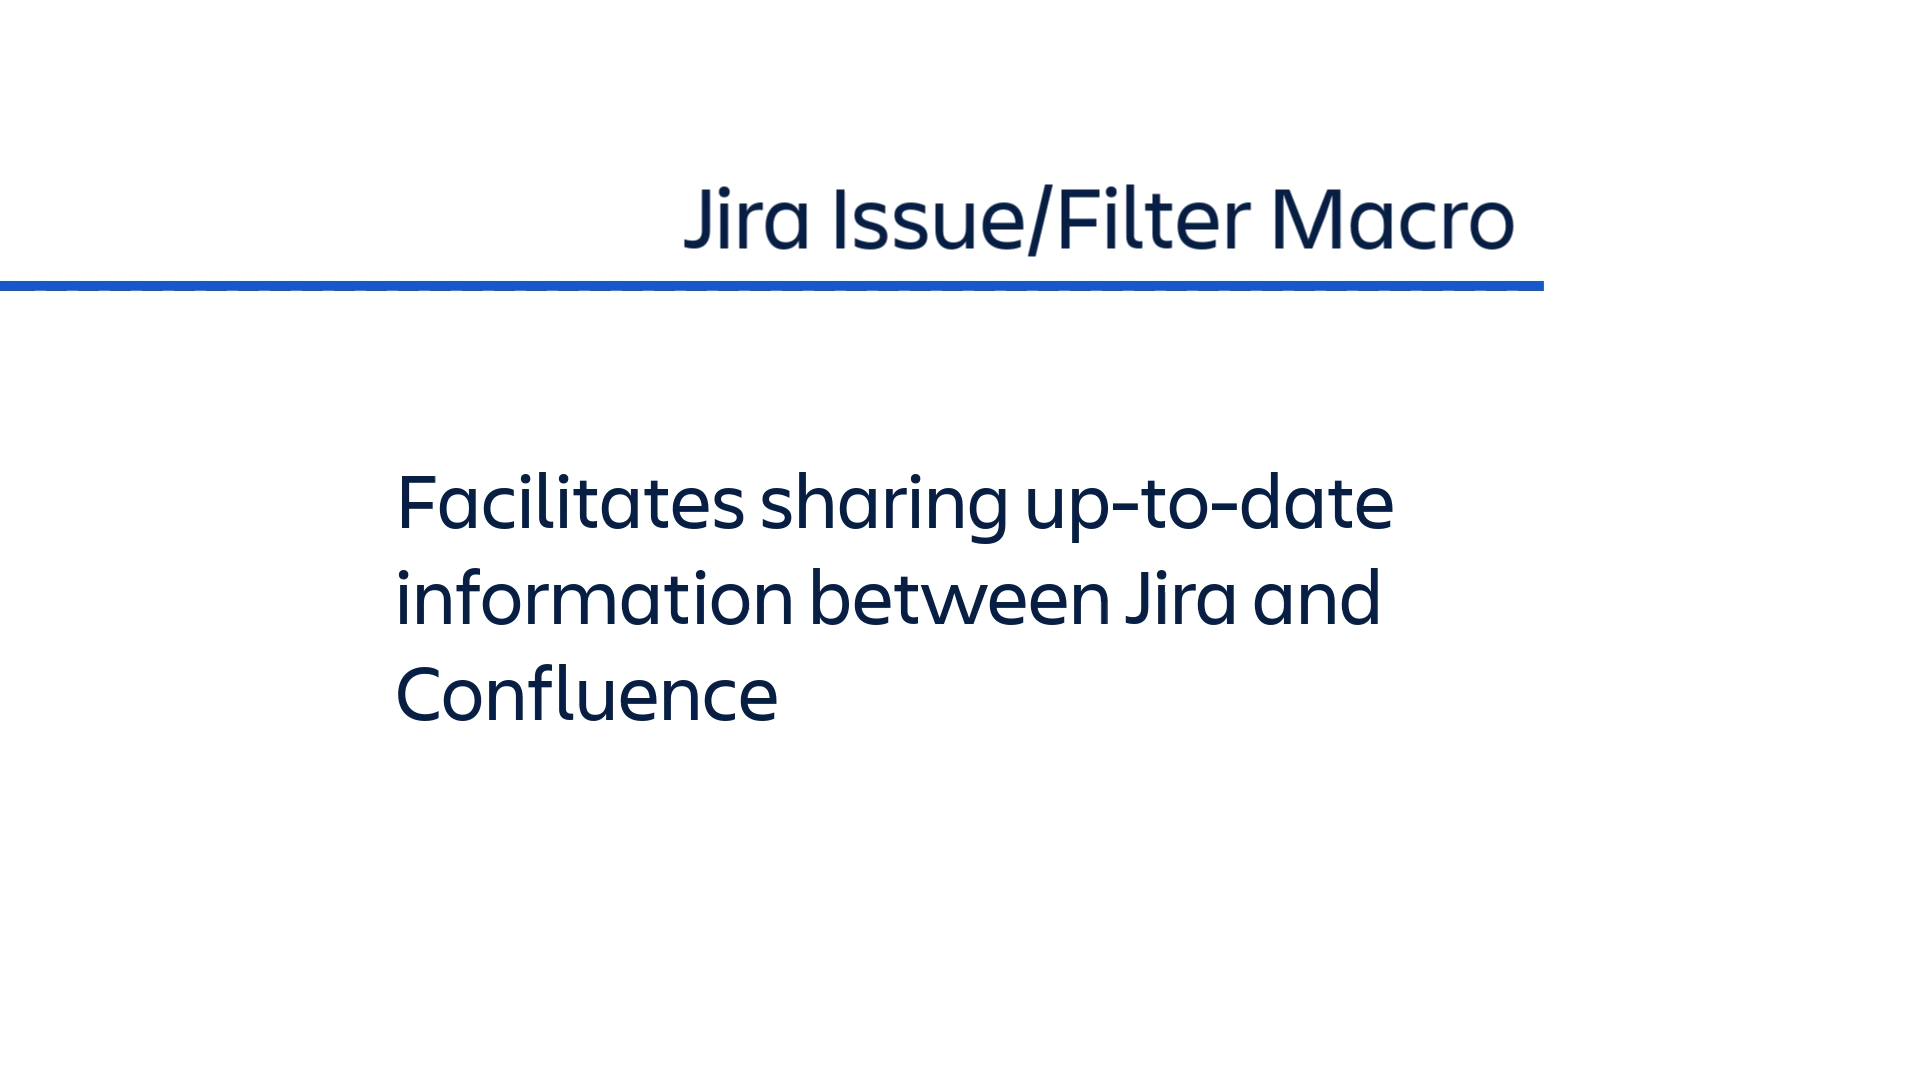 Jira Issue/Filter Macro
Facilitates sharing up-to-date
information between Jira and
Confluence